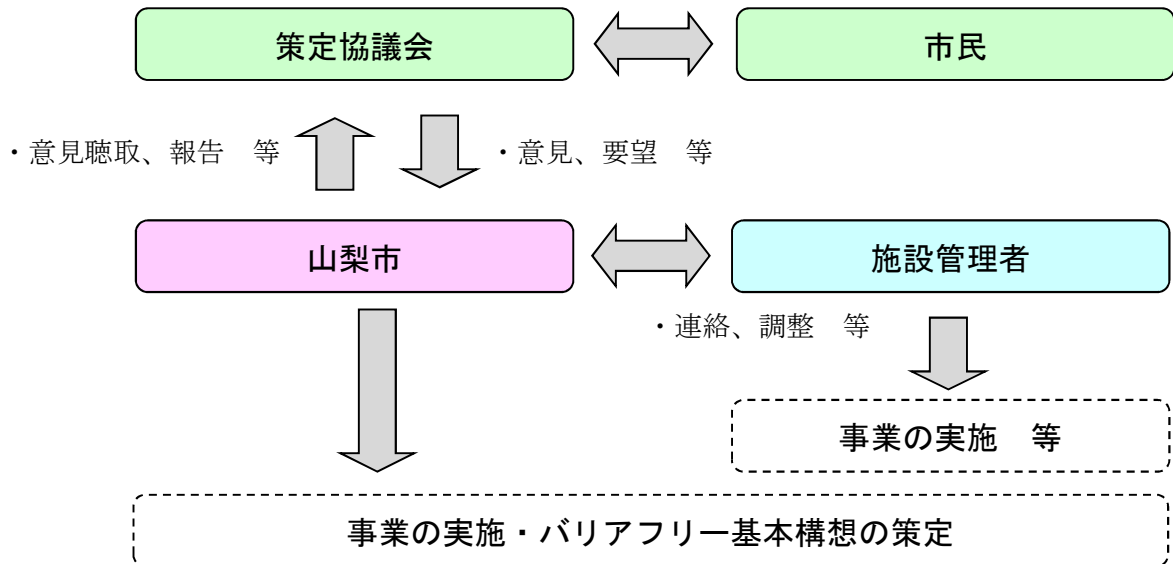 策定協議会
市民
・意見聴取、報告　等
・意見、要望　等
山梨市
施設管理者
・連絡、調整　等
事業の実施　等
事業の実施・バリアフリー基本構想の策定